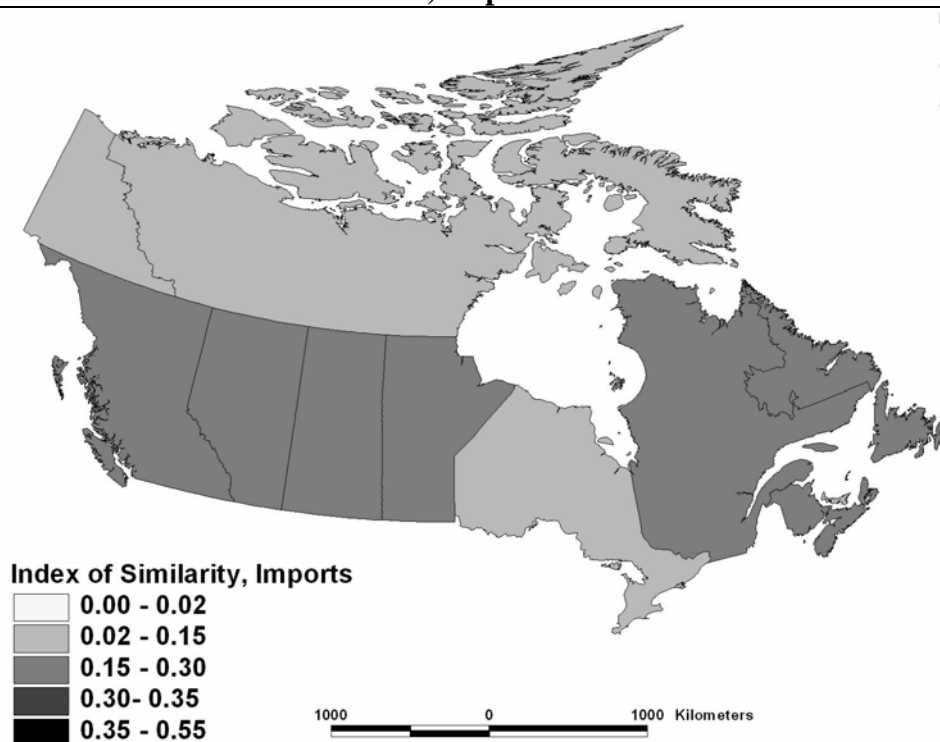 Index of Similarity, Imports
0.00 - 0.02
0.02 - 0.15
0.15 - 0.30
0.30- 0.35
0.35 - 0.55
1000 0 1000 Kilometers